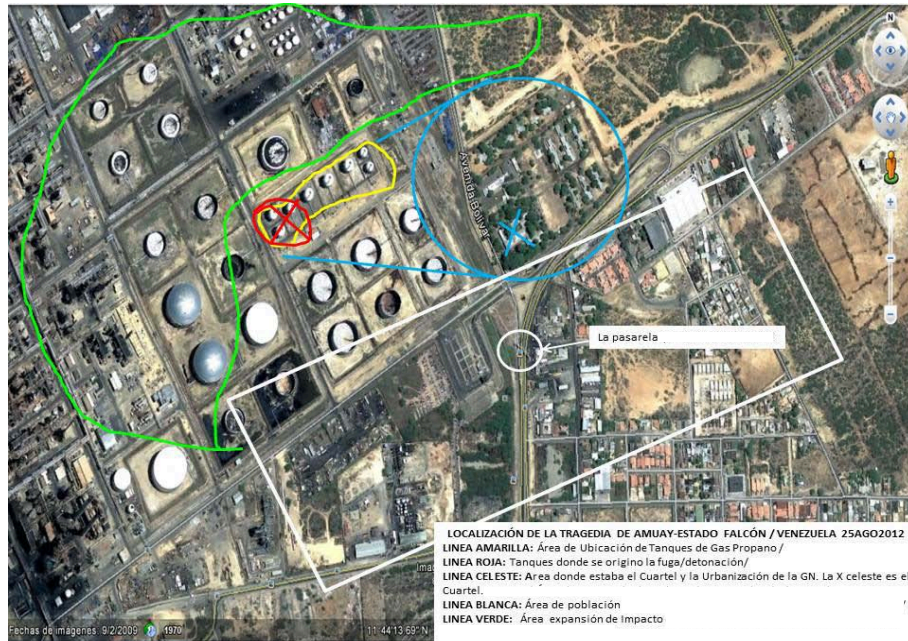 N
Avenida Bolívar
La pasarela
LOCALIZACIÓN DE LA TRAGEDIA DE AMUAY-ESTADO FALCÓN / VENEZUELA 25AGO2012
LINEA AMARILLA: Área de Ubicación de Tanques de Gas Propano /
LINEA ROJA: Tanques donde se origino la fuga/detonación/
LINEA CELESTE: Area donde estaba el Cuartel y la Urbanización de la GN. La X celeste es el
Cuartel.
LINEA BLANCA: Área de población /
LINEA VERDE: Área expansión de Impacto
Ima
Fechas de imagenes 9/2/2009 1970 11:44:13.69" N